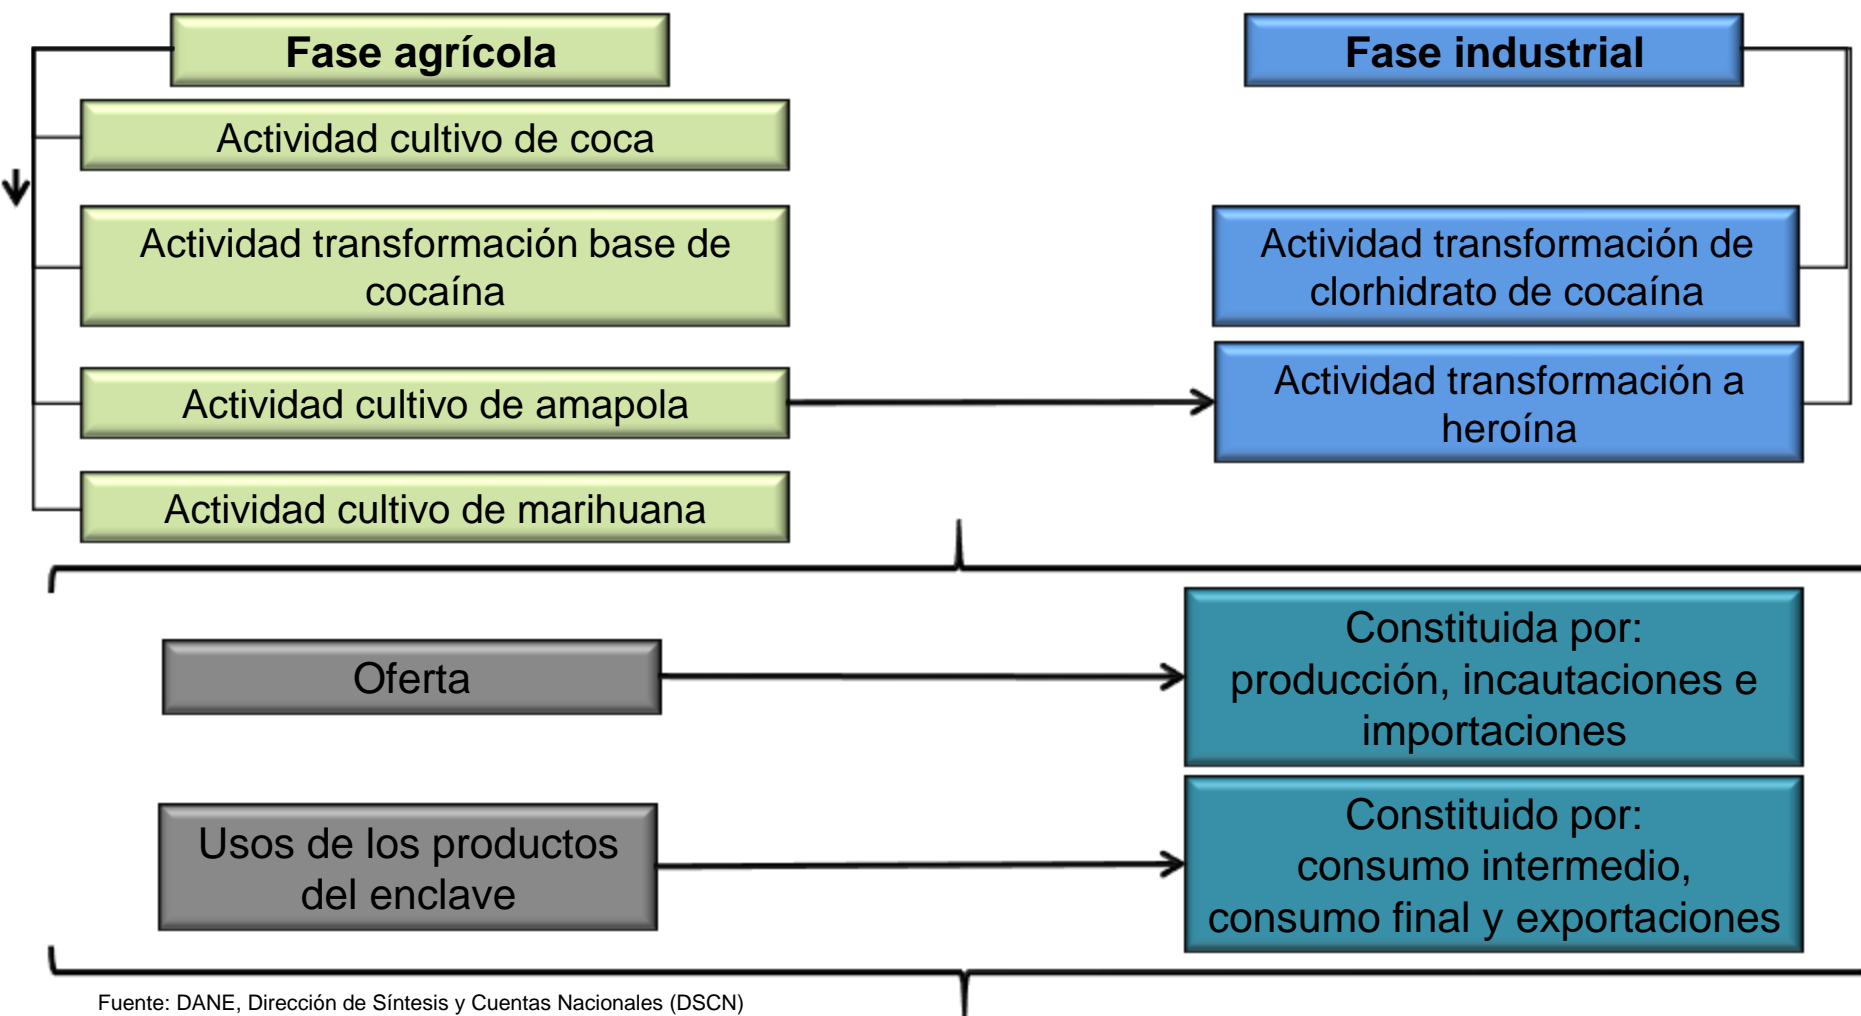 Fase agrícola
Actividad cultivo de coca
Actividad transformación base de
cocaína
Actividad cultivo de amapola
Actividad cultivo de marihuana
Fase industrial
Actividad transformación de
clorhidrato de cocaína
Actividad transformación a
heroína
Oferta
Constituida por:
producción, incautaciones e
importaciones
Usos de los productos
del enclave
Constituido por:
consumo intermedio,
consumo final y exportaciones
Fuente: DANE, Dirección de Síntesis y Cuentas Nacionales (DSCN)